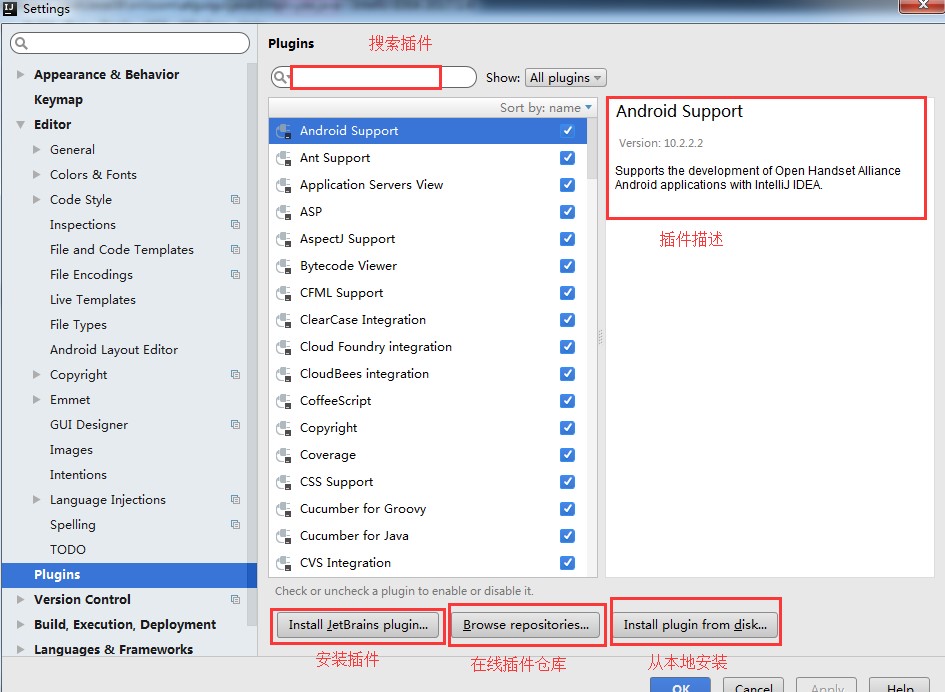 Settings
Plugins
搜索插件
Show: All plugins
Sort by: name
Appearance & Behavior
Keymap
Editor
General
Colors & Fonts
Code Style
Inspections
File and Code Templates
File Encodings
Live Templates
File Types
Android Layout Editor
Copyright
Emmet
GUI Designer
Images
Intentions
Language Injections
Spelling
TODO
Plugins
Version Control
Build, Execution, Deployment
Languages & Frameworks
Android Support
Ant Support
Application Servers View
ASP
AspectJ Support
Bytecode Viewer
CFML Support
ClearCase Integration
Cloud Foundry integration
CloudBees integration
CoffeeScript
Copyright
Coverage
CSS Support
Cucumber for Groovy
Cucumber for Java
CVS Integration
Android Support
Version: 10.2.2.2
Supports the development of Open Handset Alliance
Android applications with IntelliJ IDEA.
插件描述
Check or uncheck a plugin to enable or disable it.
Install JetBrains plugin...
Browse repositories...
Install plugin from disk...
安装插件
在线插件仓库
从本地安装
OK
Cancel
Apply
Help